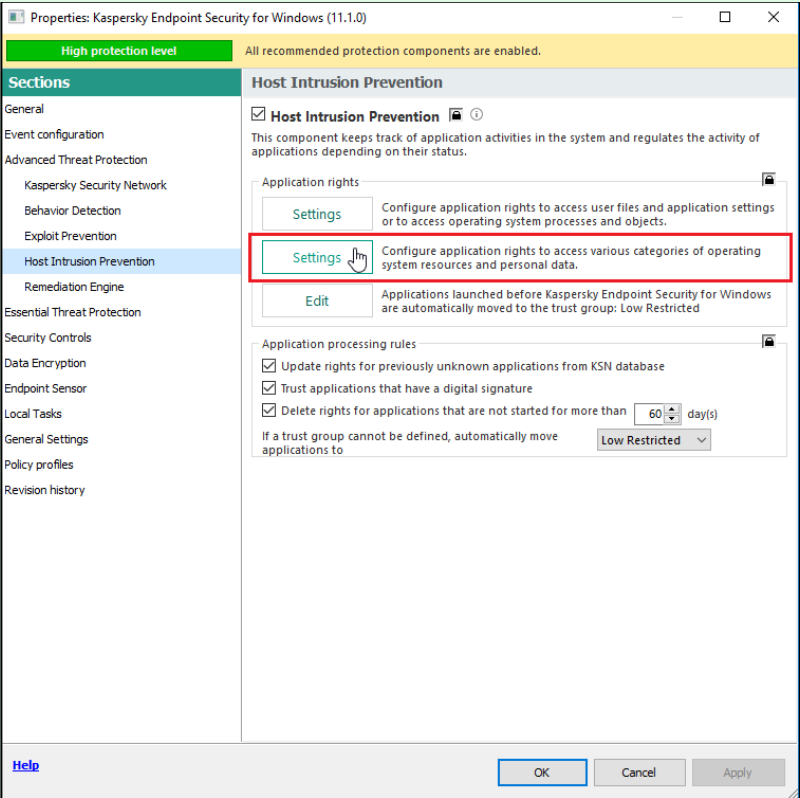 Properties: Kaspersky Endpoint Security for Windows (11.1.0)
High protection level
All recommended protection components are enabled.
Sections
General
Event configuration
Advanced Threat Protection
Kaspersky Security Network
Behavior Detection
Exploit Prevention
Host Intrusion Prevention
Remediation Engine
Essential Threat Protection
Security Controls
Data Encryption
Endpoint Sensor
Local Tasks
General Settings
Policy profiles
Revision history
Host Intrusion Prevention
Host Intrusion Prevention
This component keeps track of application activities in the system and regulates the activity of
applications depending on their status.
Application rights
Settings
Configure application rights to access user files and application settings
or to access operating system processes and objects.
Settings
Configure application rights to access various categories of operating
system resources and personal data.
Edit
Applications launched before Kaspersky Endpoint Security for Windows
are automatically moved to the trust group: Low Restricted
Application processing rules
Update rights for previously unknown applications from KSN database
Trust applications that have a digital signature
Delete rights for applications that are not started for more than 60 day(s)
If a trust group cannot be defined, automatically move
applications to
Low Restricted
Help
OK
Cancel
Apply